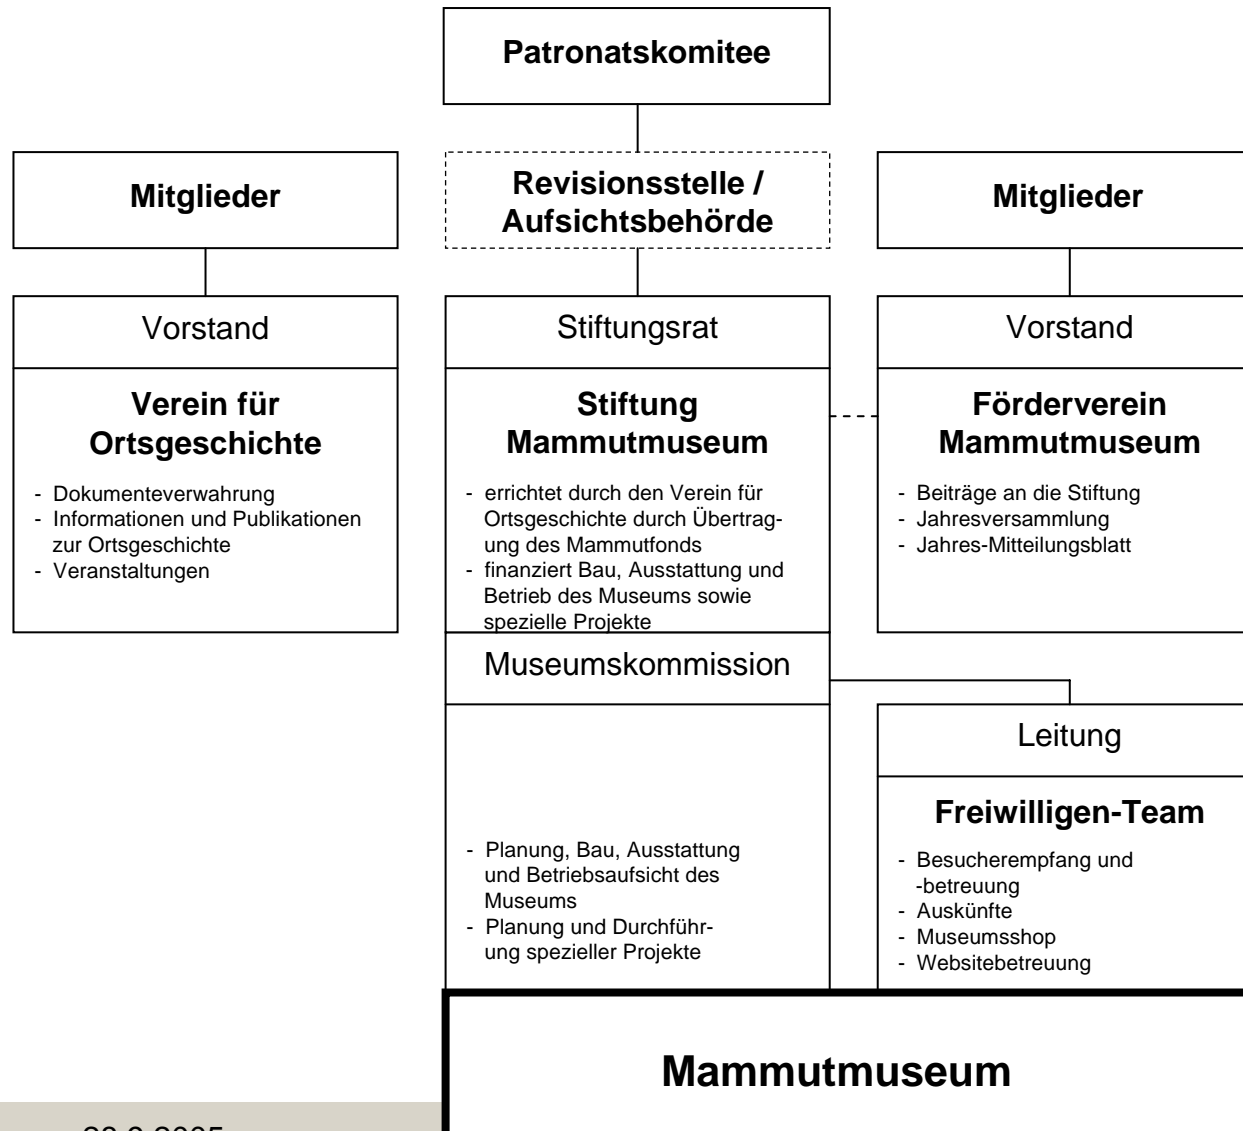 Patronatskomitee
Mitglieder
Revisionsstelle /
Aufsichtsbehörde
Mitglieder
Vorstand
Verein für
Ortsgeschichte
- Dokumenteverwahrung
- Informationen und Publikationen
zur Ortsgeschichte
- Veranstaltungen
Stiftungsrat
Stiftung
Mammutmuseum
- errichtet durch den Verein für
Ortsgeschichte durch Übertrag-
ung des Mammutfonds
- finanziert Bau, Ausstattung und
Betrieb des Museums sowie
spezielle Projekte
Vorstand
Förderverein
Mammutmuseum
- Beiträge an die Stiftung
- Jahresversammlung
- Jahres-Mitteilungsblatt
Museumskommission
- Planung, Bau, Ausstattung
und Betriebsaufsicht des
Museums
- Planung und Durchführ-
ung spezieller Projekte
Leitung
Freiwilligen-Team
- Besucherempfang und
-betreuung
- Auskünfte
- Museumsshop
- Websitebetreuung
Mammutmuseum